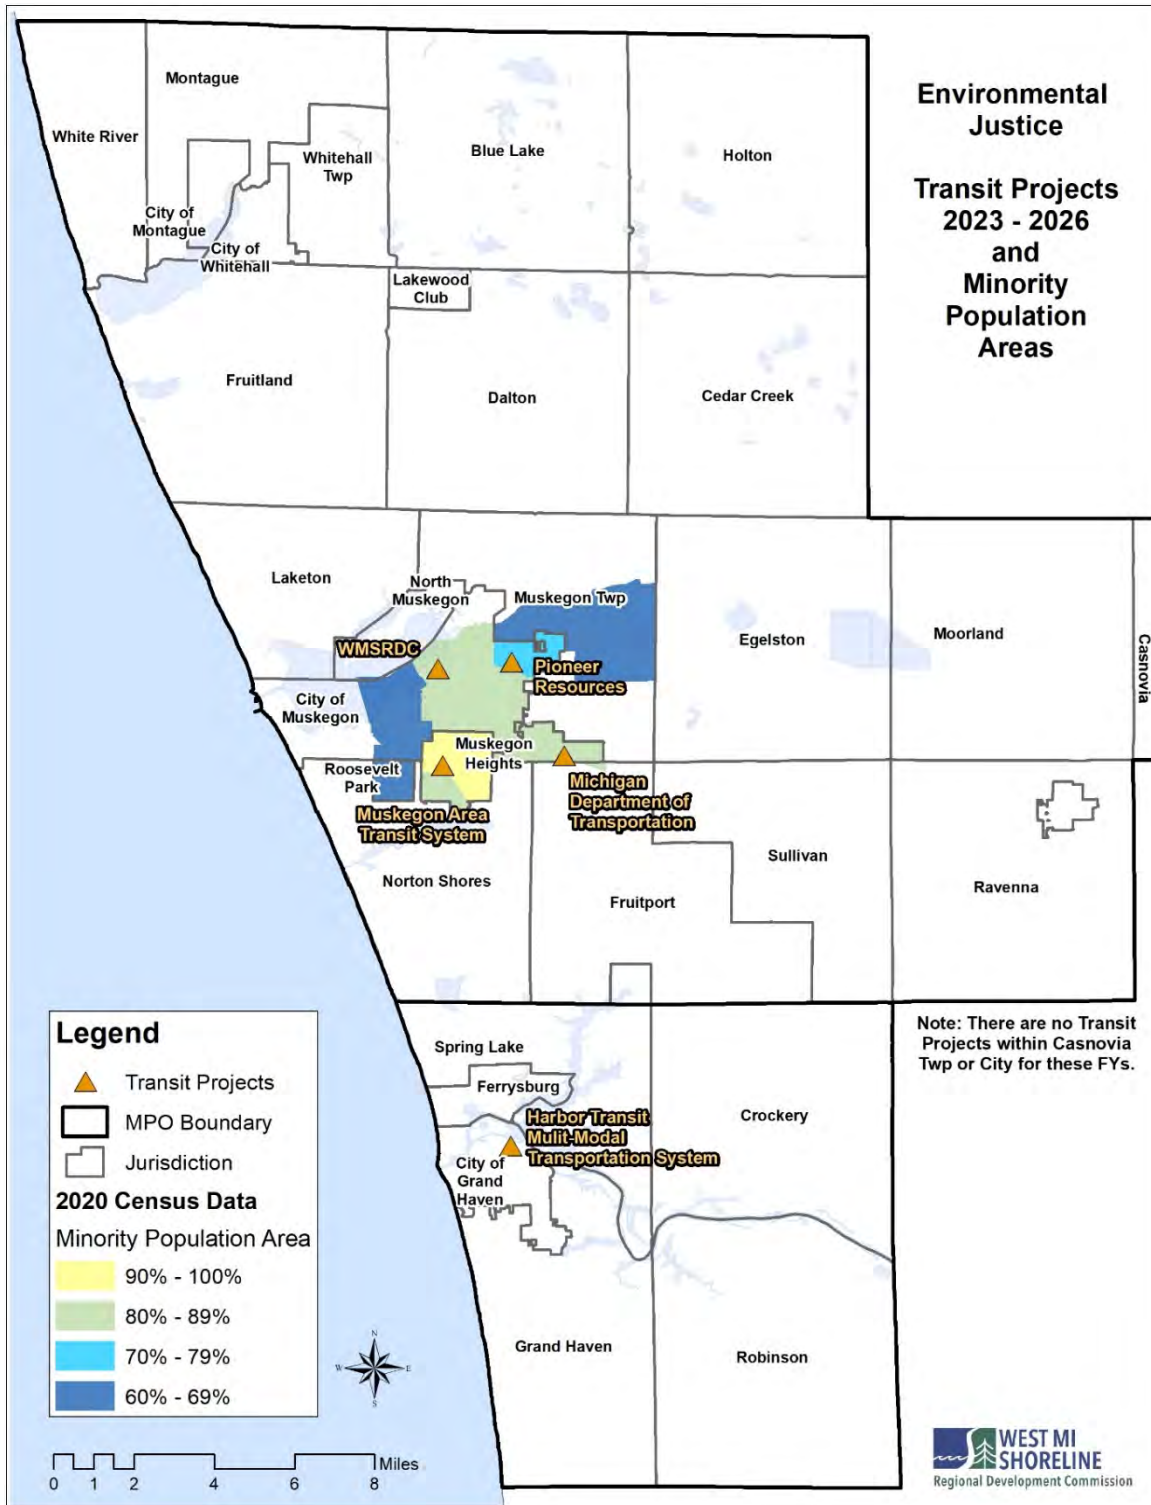 Environmental
Justice
Transit Projects
2023 - 2026
and
Minority
Population
Areas
Montague
White River
Whitehall
Twp
Blue Lake
Holton
City of
Montague
City of
Whitehall
Lakewood
Club
Fruitland
Dalton
Cedar Creek
Laketon
North
Muskegon
Muskegon Twp
Egelston
Moorland
Casnovia
WMSRDC
Pioneer
Resources
City of
Muskegon
Muskegon
Heights
Roosevelt
Park
Michigan
Department of
Transportation
Muskegon Area
Transit System
Norton Shores
Fruitport
Sullivan
Ravenna
Note: There are no Transit
Projects within Casnovia
Twp or City for these FYs.
Spring Lake
Ferrysburg
Crockery
Harbor Transit
Mulit-Modal
Transportation System
City of
Grand
Haven
Grand Haven
Robinson
Legend
Transit Projects
MPO Boundary
Jurisdiction
2020 Census Data
Minority Population Area
90% - 100%
80% - 89%
70% - 79%
60% - 69%
N
W
E
S
Miles
0 1 2 4 6 8
WEST MI
SHORELINE
Regional Development Commission